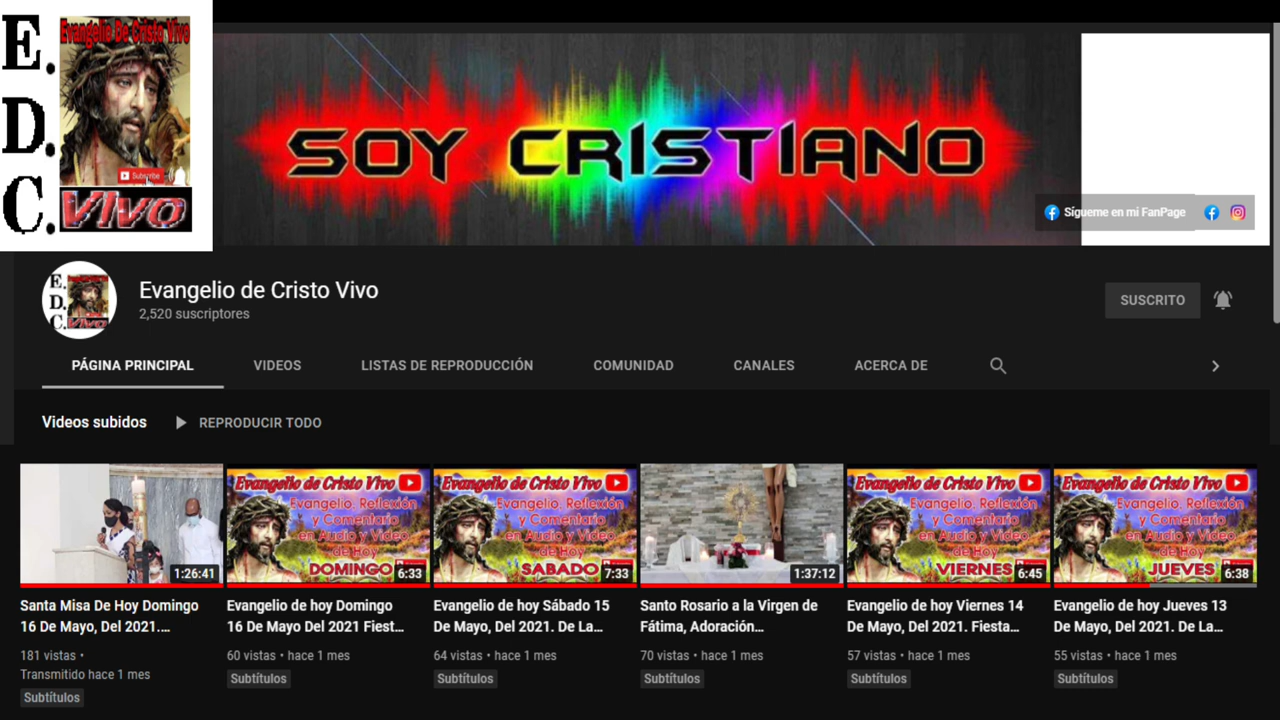 E.
D.
C.
Evangelio De Cristo Vivo
Subscribe
Vivo
SOY CRISTIANO
Sígueme en mi FanPage
E.
D.
C.
Vivo
Evangelio de Cristo Vivo
2,520 suscriptores
SUSCRITO
PÁGINA PRINCIPAL
VIDEOS
LISTAS DE REPRODUCCIÓN
COMUNIDAD
CANALES
ACERCA DE
Videos subidos
REPRODUCIR TODO
1:26:41
Santa Misa De Hoy Domingo
16 De Mayo, Del 2021....
181 vistas •
Transmitido hace 1 mes
Subtítulos
Evangelio de Cristo Vivo
Evangelio, Reflexión
y Comentario
en Audio y Video
de Hoy
DOMINGO 6:33
Evangelio de hoy Domingo
16 De Mayo Del 2021 Fiest...
60 vistas • hace 1 mes
Subtítulos
Evangelio de Cristo Vivo
Evangelio, Reflexión
y Comentario
en Audio y Video
de Hoy
SABADO 7:33
Evangelio de hoy Sábado 15
De Mayo, Del 2021. De La...
64 vistas • hace 1 mes
Subtítulos
1:37:12
Santo Rosario a la Virgen de
Fátima, Adoración...
70 vistas • hace 1 mes
Subtítulos
Evangelio de Cristo Vivo
Evangelio, Reflexión
y Comentario
en Audio y Video
de Hoy
VIERNES 6:45
Evangelio de hoy Viernes 14
De Mayo, Del 2021. Fiesta...
57 vistas • hace 1 mes
Subtítulos
Evangelio de Cristo Vivo
Evangelio, Reflexión
y Comentario
en Audio y Video
de Hoy
JUEVES 6:38
Evangelio de hoy Jueves 13
De Mayo, Del 2021. De La...
55 vistas • hace 1 mes
Subtítulos